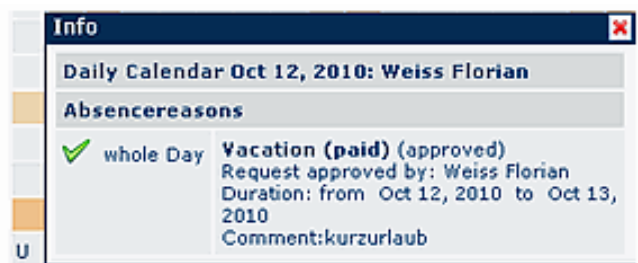 Info
Daily Calendar Oct 12, 2010: Weiss Florian
Absencereasons
whole Day Vacation (paid) (approved)
Request approved by: Weiss Florian
Duration: from Oct 12, 2010 to Oct 13,
2010
Comment:kurzurlaub
U